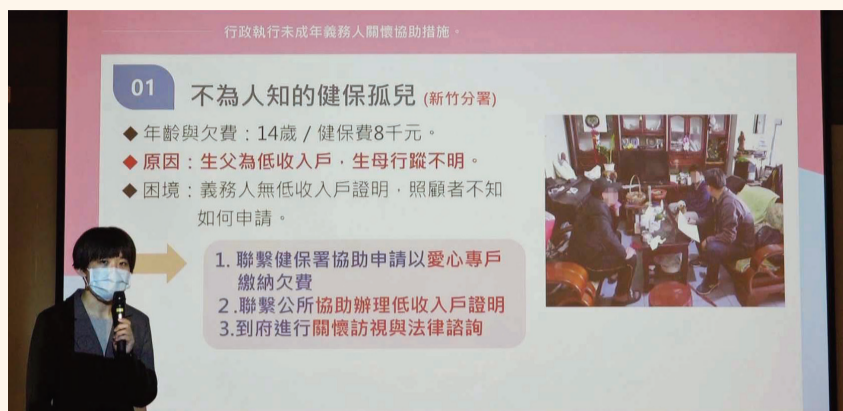 行政執行未成年義務人關懷協助措施。
01
不為人知的健保孤兒 (新竹分署)
◆ 年齡與欠費：14歲 / 健保費8千元。
◆ 原因：生父為低收入戶，生母行蹤不明。
◆ 困境：義務人無低收入戶證明，照顧者不知
如何申請。
1. 聯繫健保署協助申請以愛心專戶
繳納欠費
2.聯繫公所協助辦理低收入戶證明
3.到府進行關懷訪視與法律諮詢